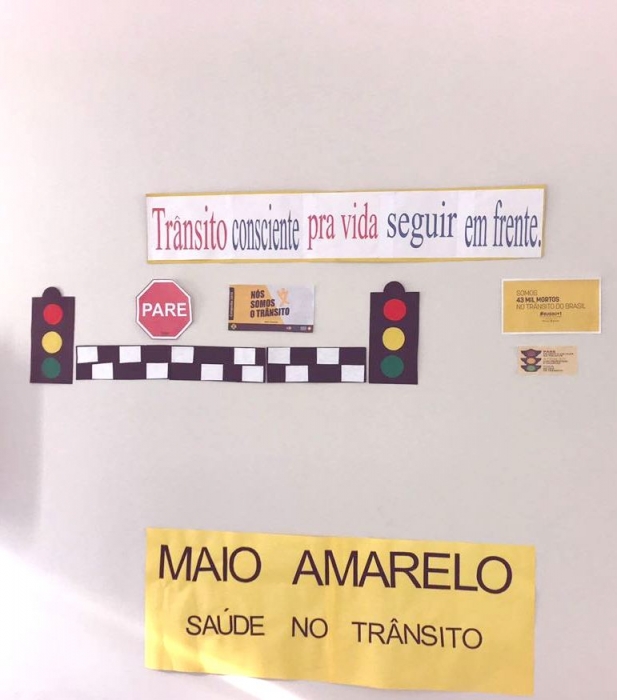 Trânsito consciente pra vida seguir em frente.
PARE
NÓS
SOMOS
O TRÂNSITO
SOMOS
43 MIL MORTOS
NO TRÂNSITO DO BRASIL
MAIO AMARELO
SAÚDE NO TRÂNSITO